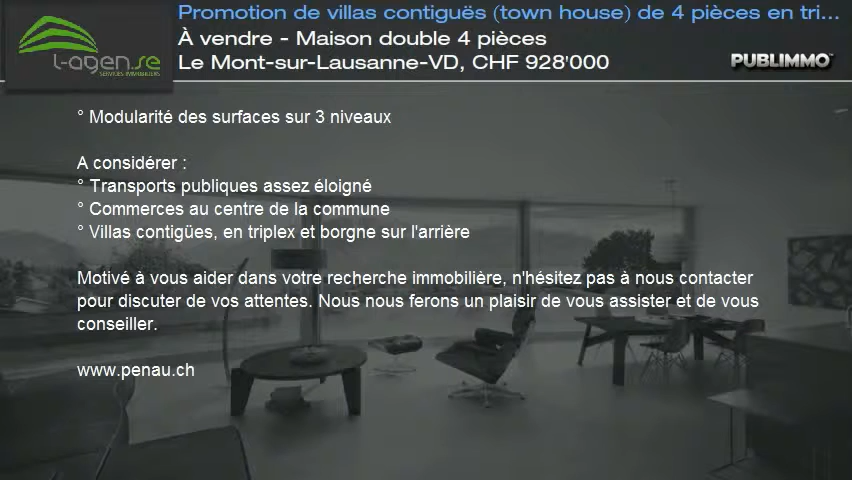 Promotion de villas contiguës (town house) de 4 pièces en tri...
À vendre - Maison double 4 pièces
Le Mont-sur-Lausanne-VD, CHF 928'000
l-agen.se
SERVICES IMMOBILIERS
PUBLIMMO
° Modularité des surfaces sur 3 niveaux
A considérer :
° Transports publiques assez éloigné
° Commerces au centre de la commune
° Villas contigües, en triplex et borgne sur l'arrière
Motivé à vous aider dans votre recherche immobilière, n'hésitez pas à nous contacter
pour discuter de vos attentes. Nous nous ferons un plaisir de vous assister et de vous
conseiller.
www.penau.ch